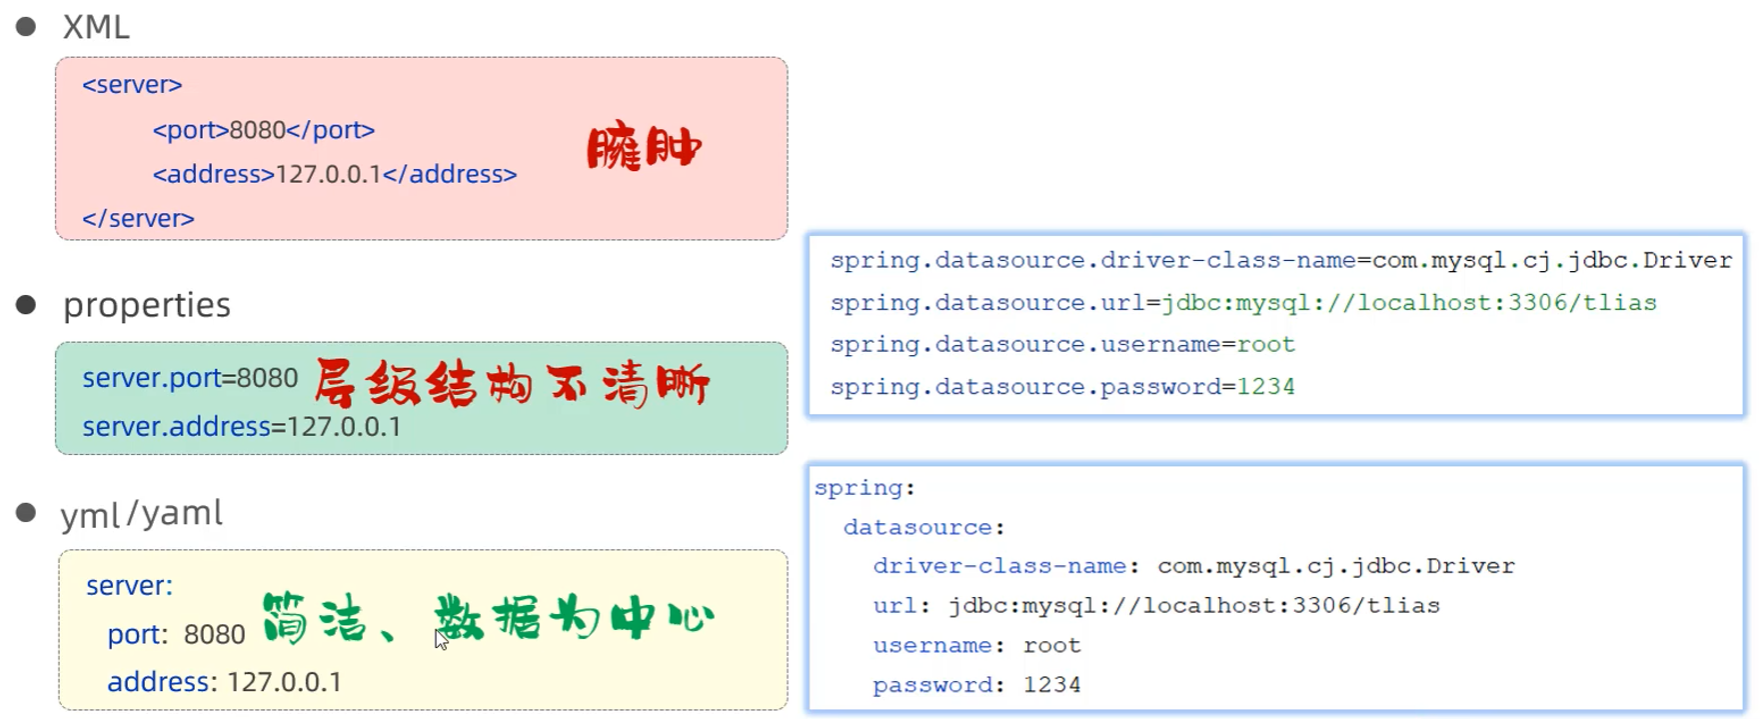 XML
<server>
<port>8080</port>
<address>127.0.0.1</address>
</server>
臃肿
properties
server.port=8080
server.address=127.0.0.1
层级结构不清晰
spring.datasource.driver-class-name=com.mysql.cj.jdbc.Driver
spring.datasource.url=jdbc:mysql://localhost:3306/tlias
spring.datasource.username=root
spring.datasource.password=1234
yml/yaml
server:
port: 8080
address: 127.0.0.1
简洁、数据为中心
spring:
datasource:
driver-class-name: com.mysql.cj.jdbc.Driver
url: jdbc:mysql://localhost:3306/tlias
username: root
password: 1234